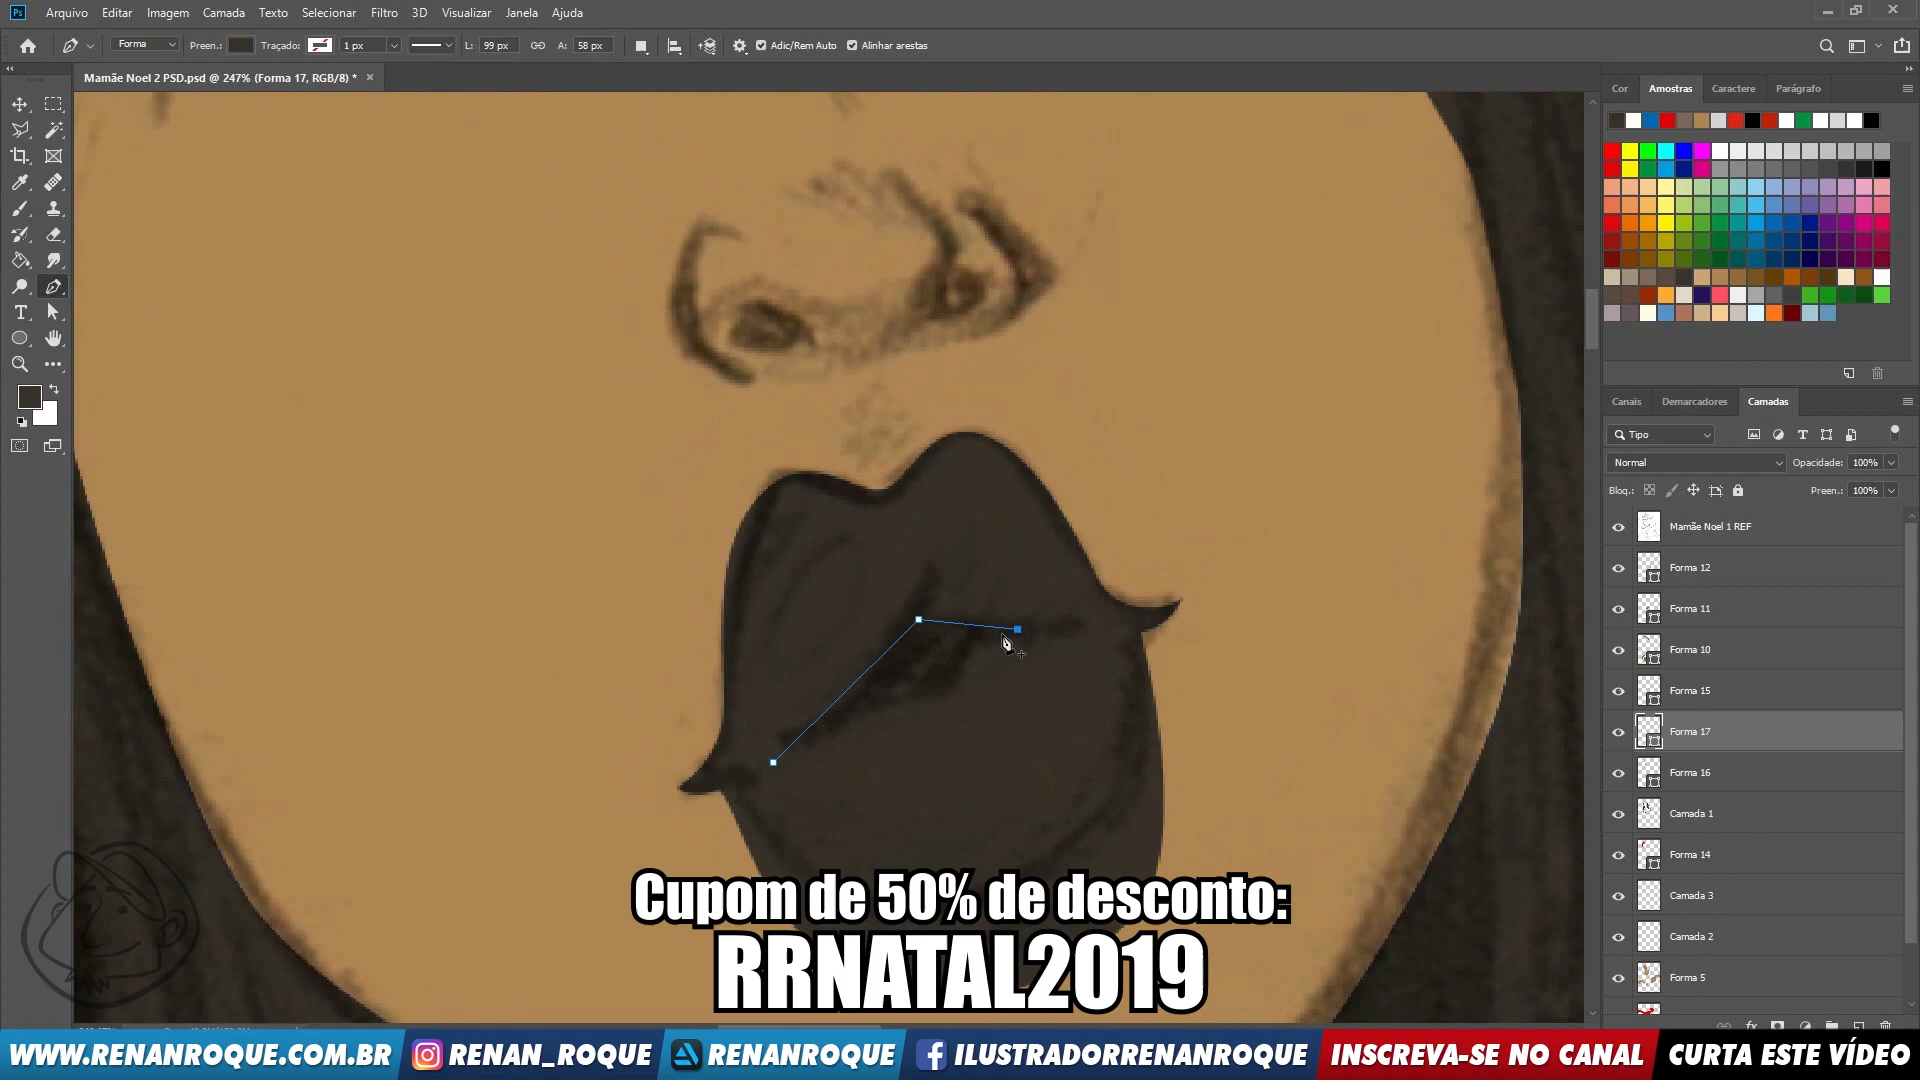 Ps Arquivo Editar Imagem Camada Texto Selecionar Filtro 3D Visualizar Janela Ajuda
Forma Preen.: Traçado: 1 px L: 99 px A: 58 px Adic/Rem Auto Alinhar arestas
Mamãe Noel 2 PSD.psd @ 247% (Forma 17, RGB/8) *
Cor Amostras Caractere Parágrafo
Canais Demarcadores Camadas
Tipo
Normal Opacidade: 100%
Bloq.: Preen.: 100%
Mamãe Noel 1 REF
Forma 12
Forma 11
Forma 10
Forma 15
Forma 17
Forma 16
Camada 1
Forma 14
Camada 3
Camada 2
Forma 5
Cupom de 50% de desconto:
RRNATAL2019
WWW.RENANROQUE.COM.BR RENAN_ROQUE RENANROQUE ILUSTRADORRENANROQUE INSCREVA-SE NO CANAL CURTA ESTE VÍDEO